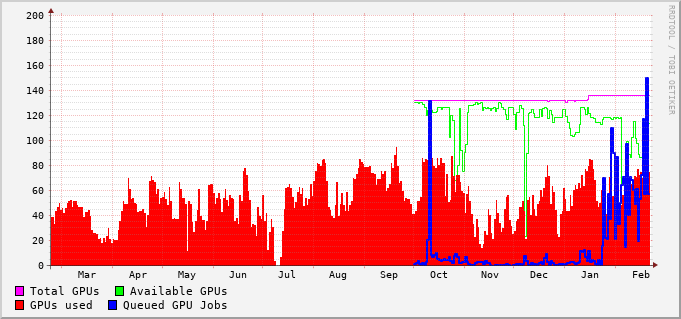 200
180
160
140
120
100
80
60
40
20
0
Mar Apr May Jun Jul Aug Sep Oct Nov Dec Jan Feb
Total GPUs Available GPUs
GPUs used Queued GPU Jobs
RRDTOOL / TOBI OETIKER